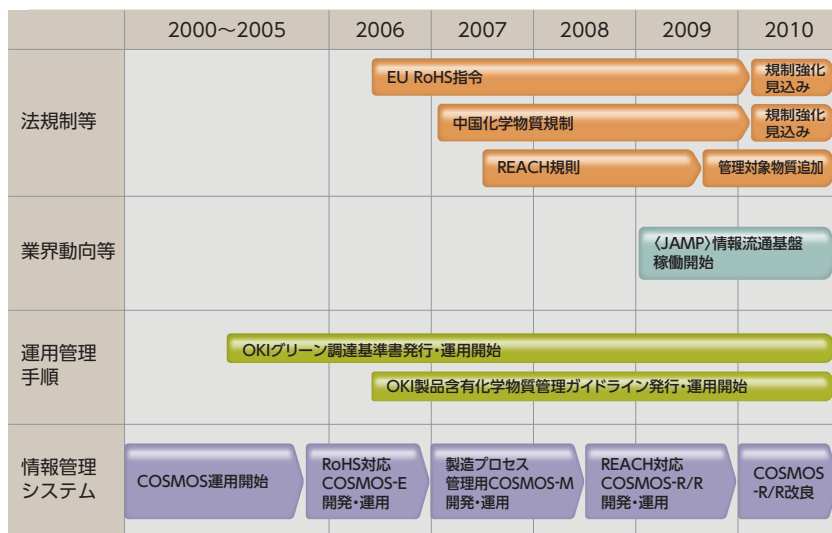 2000～2005 2006 2007 2008 2009 2010
法規制等
EU RoHS指令
規制強化
見込み
中国化学物質規制
規制強化
見込み
REACH規則
管理対象物質追加
業界動向等
〈JAMP〉情報流通基盤
稼働開始
運用管理
手順
OKIグリーン調達基準書発行・運用開始
OKI製品含有化学物質管理ガイドライン発行・運用開始
情報管理
システム
COSMOS運用開始
RoHS対応
COSMOS-E
開発・運用
製造プロセス
管理用COSMOS-M
開発・運用
REACH対応
COSMOS-R/R
開発・運用
COSMOS
-R/R改良